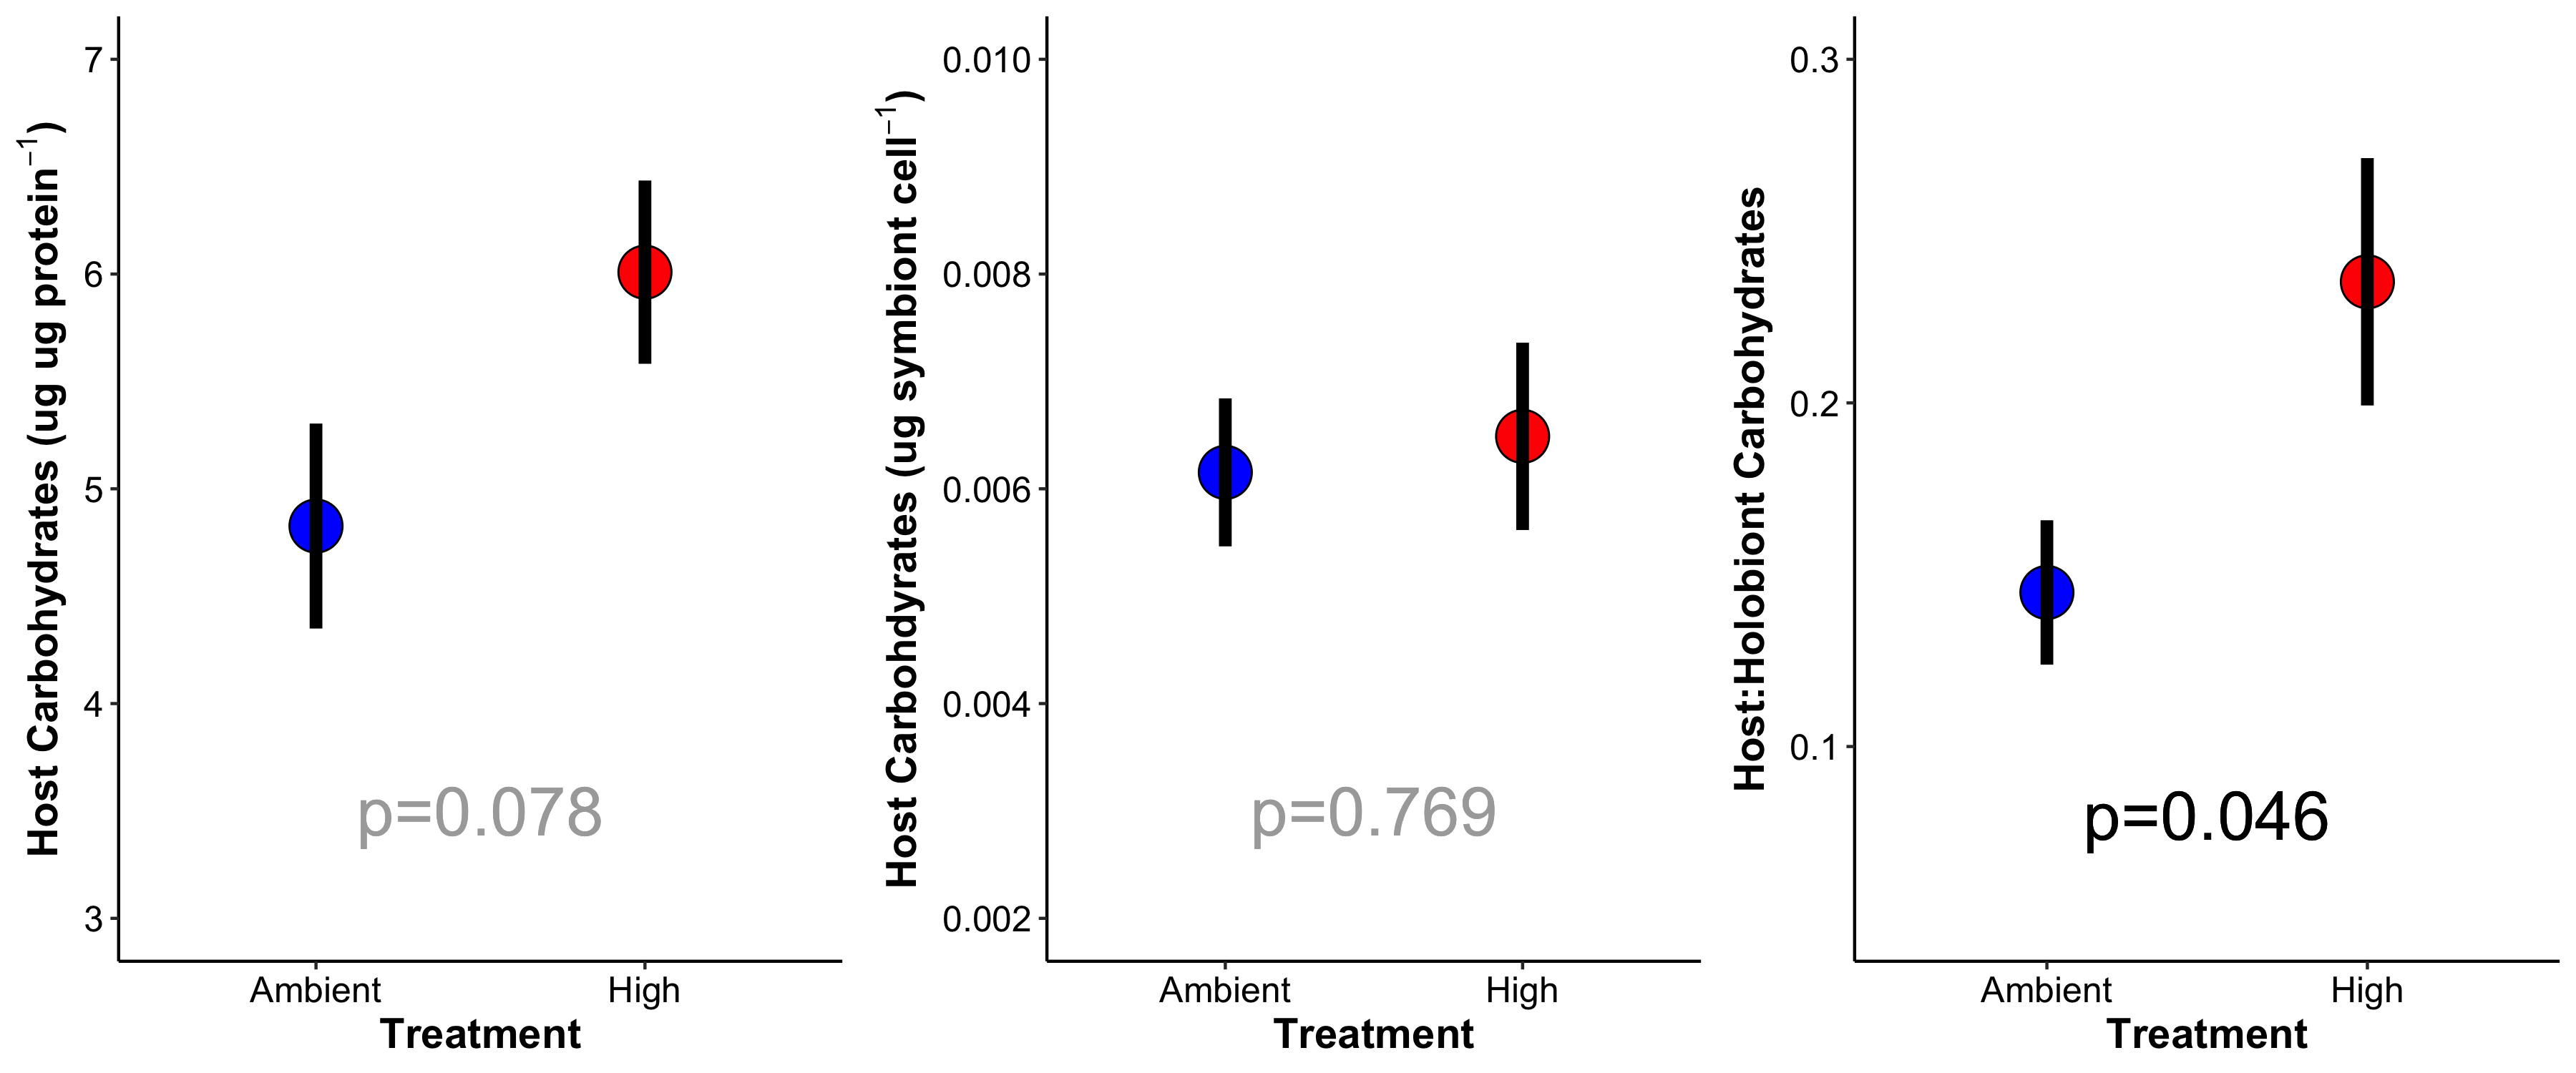 Host Carbohydrates (ug ug protein⁻¹)
7
6
5
4
3
p=0.078
Ambient High
Treatment
Host Carbohdyrates (ug symbiont cell⁻¹)
0.010
0.008
0.006
0.004
0.002
p=0.769
Ambient High
Treatment
Host:Holobiont Carbohydrates
0.3
0.2
0.1
p=0.046
Ambient High
Treatment